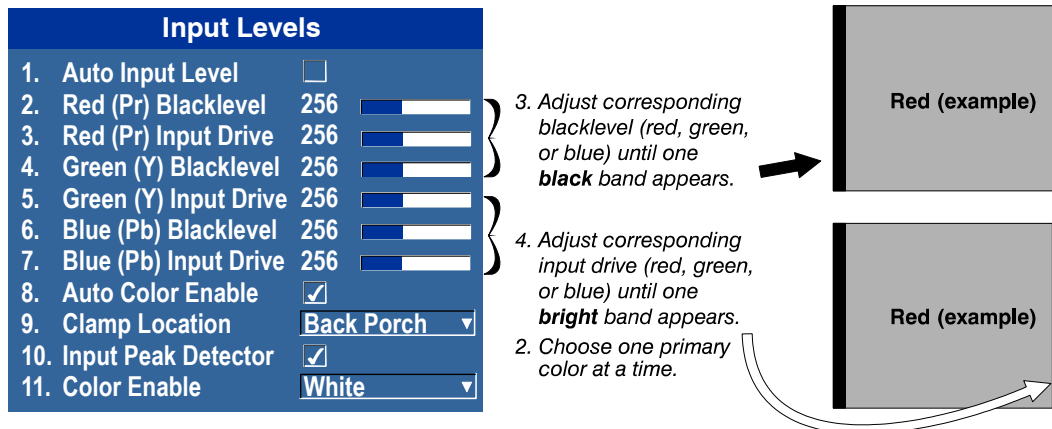 Input Levels
1. Auto Input Level
2. Red (Pr) Blacklevel 256
3. Red (Pr) Input Drive 256
4. Green (Y) Blacklevel 256
5. Green (Y) Input Drive 256
6. Blue (Pb) Blacklevel 256
7. Blue (Pb) Input Drive 256
8. Auto Color Enable
9. Clamp Location Back Porch
10. Input Peak Detector
11. Color Enable White
3. Adjust corresponding
blacklevel (red, green,
or blue) until one
black band appears.
4. Adjust corresponding
input drive (red, green,
or blue) until one
bright band appears.
2. Choose one primary
color at a time.
Red (example)
Red (example)